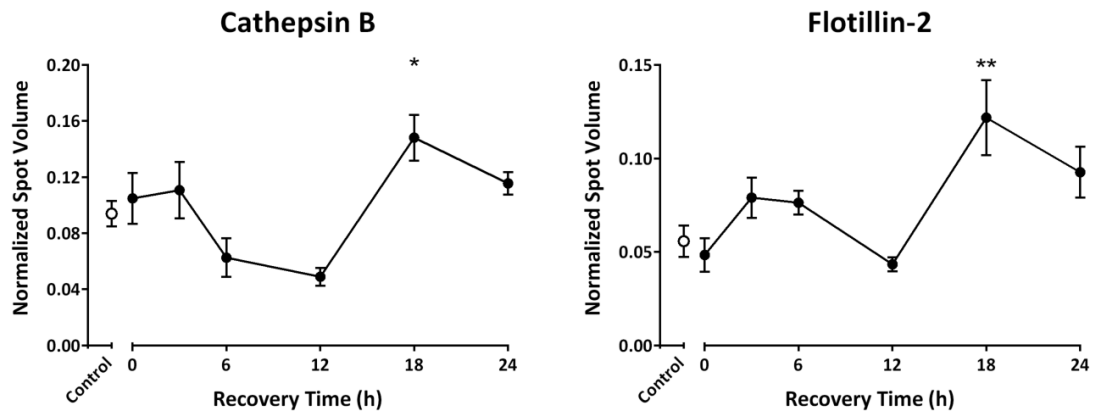 Cathepsin B
Normalized Spot Volume
0.20
*
0.16
0.12
0.08
0.04
0.00
Control
0
6
12
18
24
Recovery Time (h)
Flotillin-2
Normalized Spot Volume
0.15
**
0.10
0.05
0.00
Control
0
6
12
18
24
Recovery Time (h)